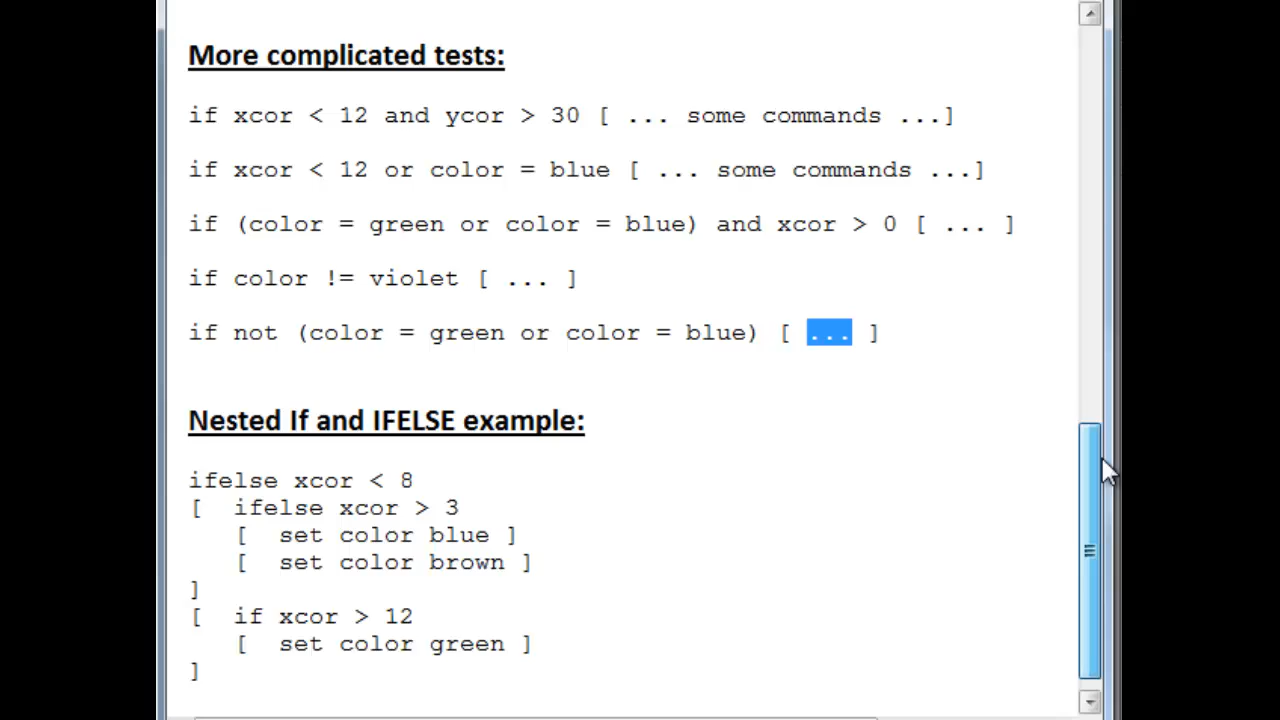 More complicated tests:
if xcor < 12 and ycor > 30 [ ... some commands ...]
if xcor < 12 or color = blue [ ... some commands ...]
if (color = green or color = blue) and xcor > 0 [ ... ]
if color != violet [ ... ]
if not (color = green or color = blue) [ ... ]
Nested If and IFELSE example:
ifelse xcor < 8
[  ifelse xcor > 3
   [  set color blue ]
   [  set color brown ]
]
[  if xcor > 12
   [  set color green ]
]